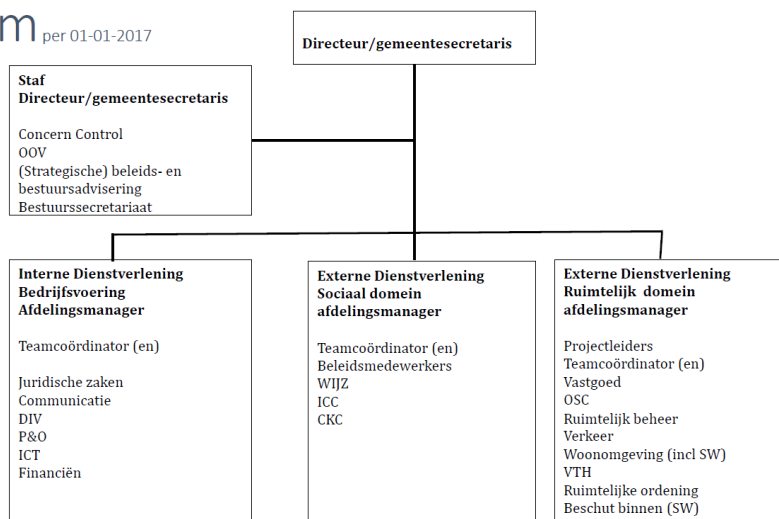 m per 01-01-2017
Directeur/gemeentesecretaris
Staf
Directeur/gemeentesecretaris
Concern Control
OOV
(Strategische) beleids- en
bestuursadvisering
Bestuurssecretariaat
Interne Dienstverlening
Bedrijfsvoering
Afdelingsmanager
Teamcoördinator (en)
Juridische zaken
Communicatie
DIV
P&O
ICT
Financiën
Externe Dienstverlening
Sociaal domein
afdelingsmanager
Teamcoördinator (en)
Beleidsmedewerkers
WIJZ
ICC
CKC
Externe Dienstverlening
Ruimtelijk  domein
afdelingsmanager
Projectleiders
Teamcoördinator (en)
Vastgoed
OSC
Ruimtelijk beheer
Verkeer
Woonomgeving (incl SW)
VTH
Ruimtelijke ordening
Beschut binnen (SW)